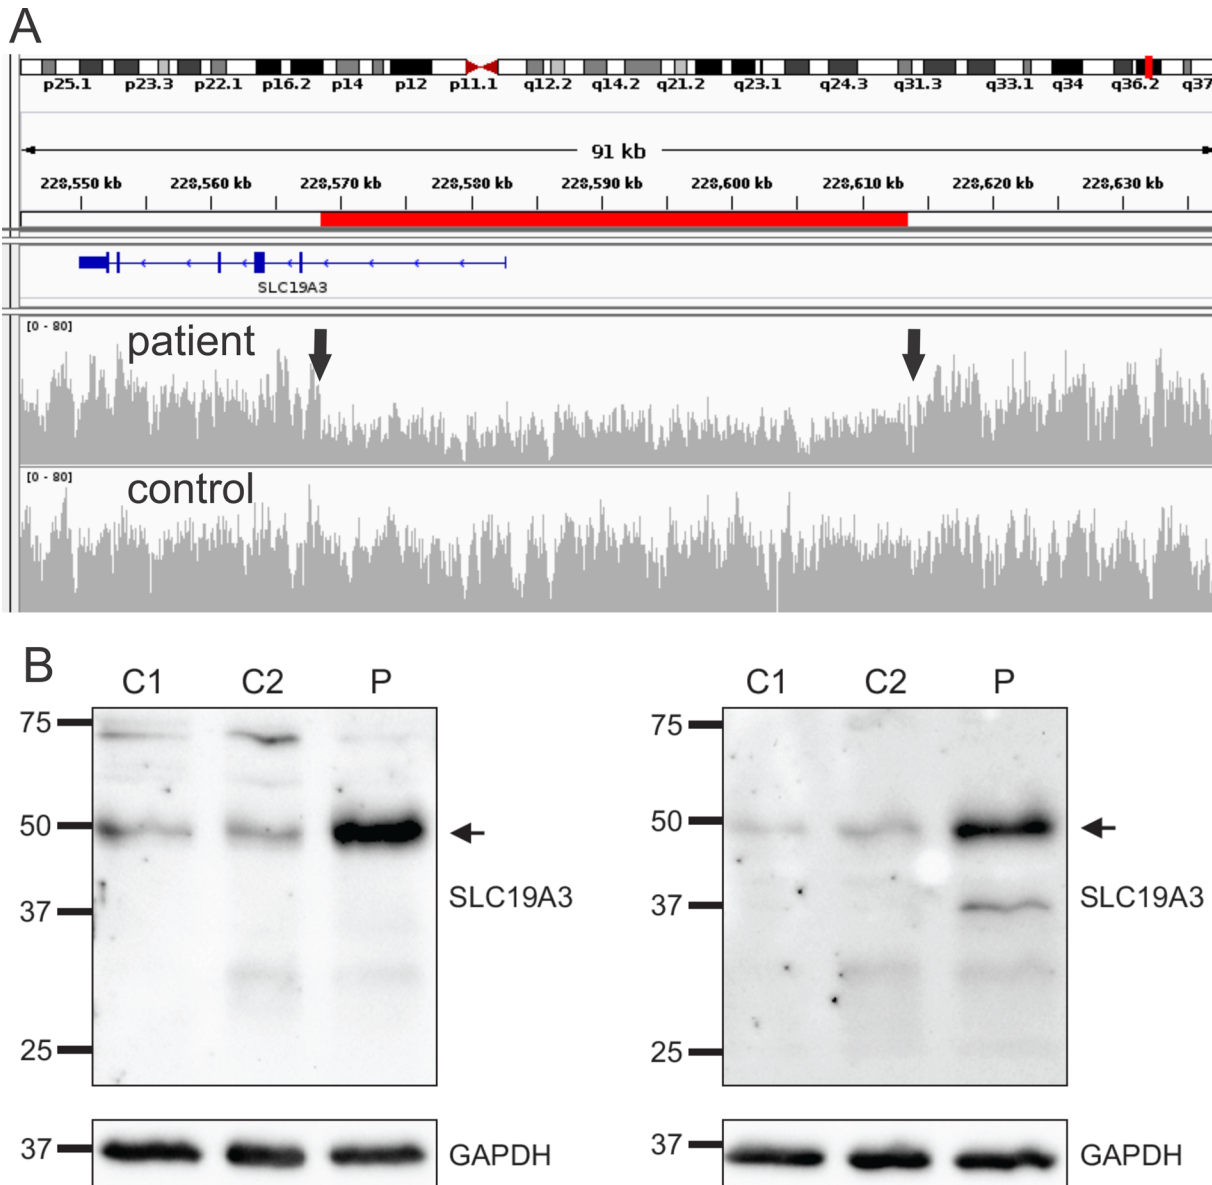 A
p25.1 p23.3 p22.1 p16.2 p14 p12 p11.1 q12.2 q14.2 q21.2 q23.1 q24.3 q31.3 q33.1 q34 q36.2 q37
91 kb
228,550 kb 228,560 kb 228,570 kb 228,580 kb 228,590 kb 228,600 kb 228,610 kb 228,620 kb 228,630 kb
SLC19A3
[0 - 80]
patient
[0 - 80]
control
B
C1 C2 P
75
50
37
25
SLC19A3
37
GAPDH
C1 C2 P
75
50
37
25
SLC19A3
37
GAPDH